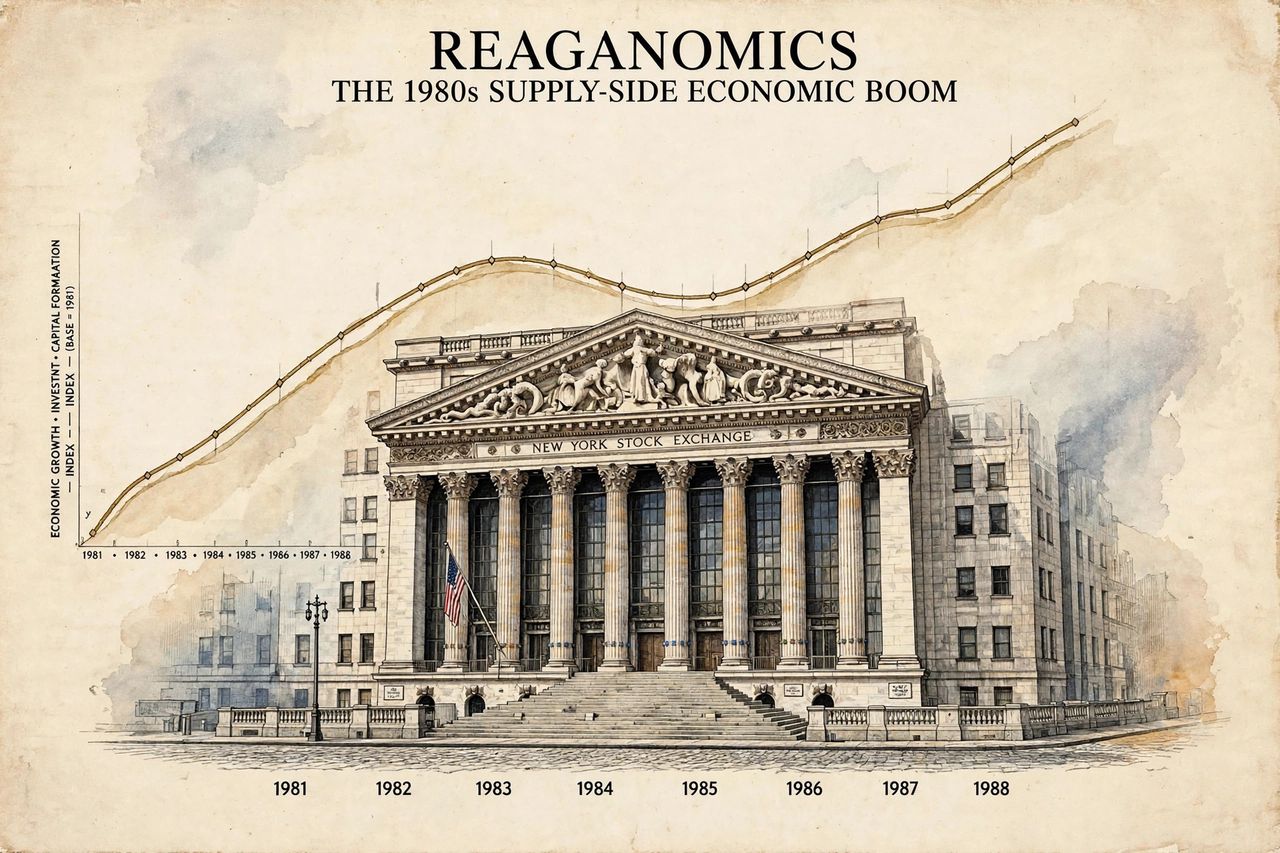 REAGANOMICS
THE 1980s SUPPLY-SIDE ECONOMIC BOOM
ECONOMIC GROWTH • INVESTNT • CAPITAL FORMAATION
— INDEX — — INDEX — (BASE = 1981)
y
1981 • 1982 • 1983 • 1984 • 1985 • 1986 • 1987 • 1988
NEW YORK STOCK EXCHANGE
1981 1982 1983 1984 1985 1986 1987 1988